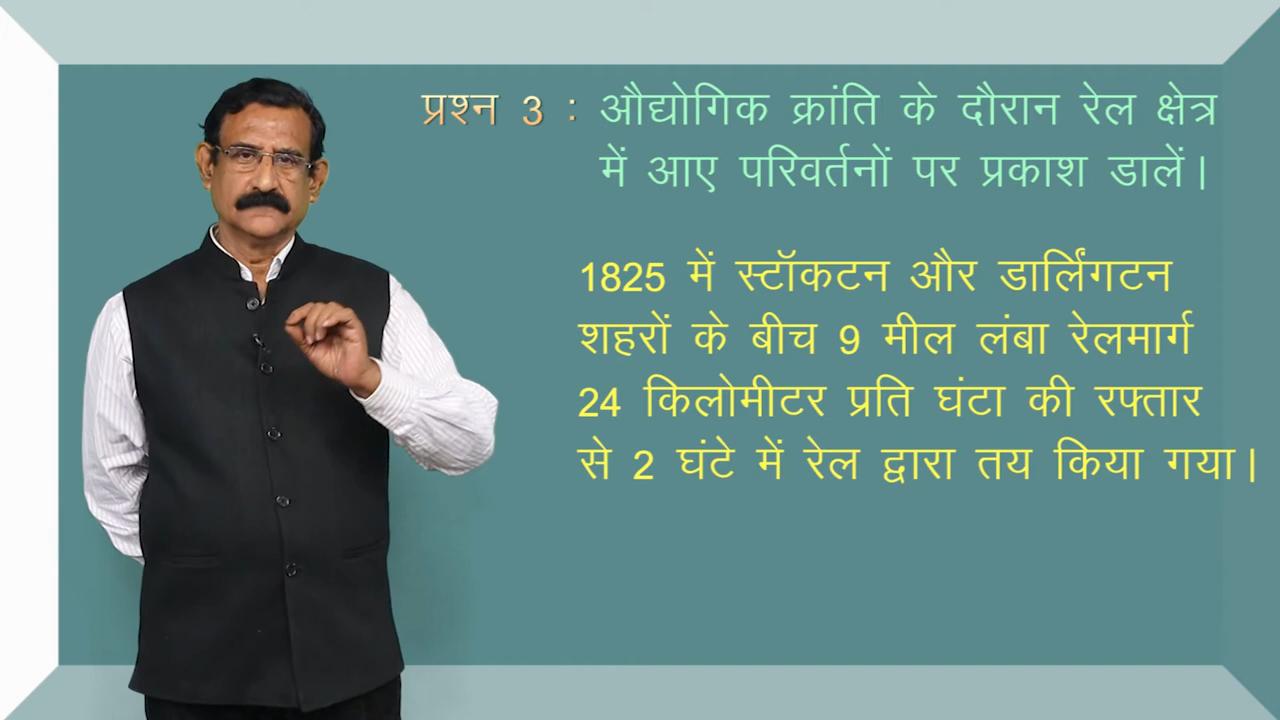 प्रश्न 3 : औद्योगिक क्रांति के दौरान रेल क्षेत्र
में आए परिवर्तनों पर प्रकाश डालें।
1825 में स्टॉकटन और डार्लिंगटन
शहरों के बीच 9 मील लंबा रेलमार्ग
24 किलोमीटर प्रति घंटा की रफ्तार
से 2 घंटे में रेल द्वारा तय किया गया।